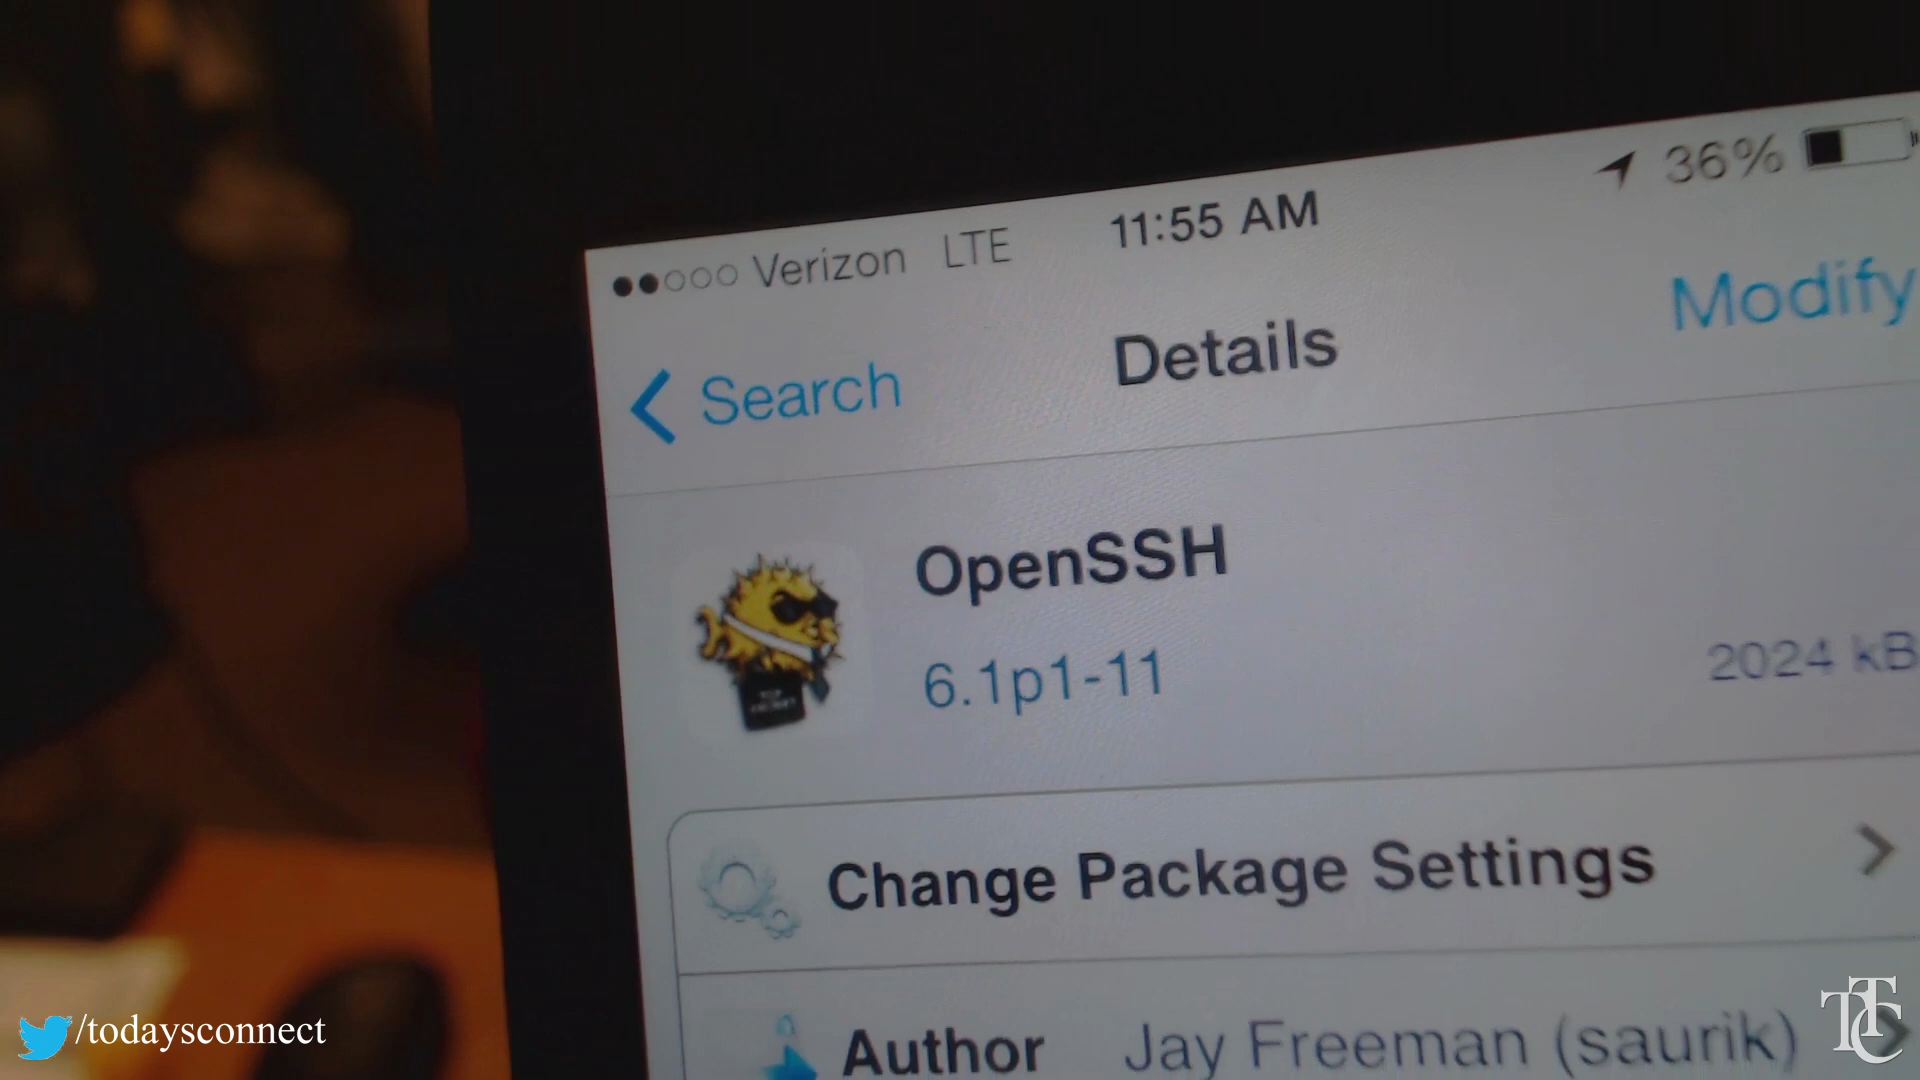 36%
Verizon LTE 11:55 AM
Modify
Search Details
OpenSSH
6.1p1-11 2024 kB
Change Package Settings
Author Jay Freeman (saurik)
/todaysconnect
TTC